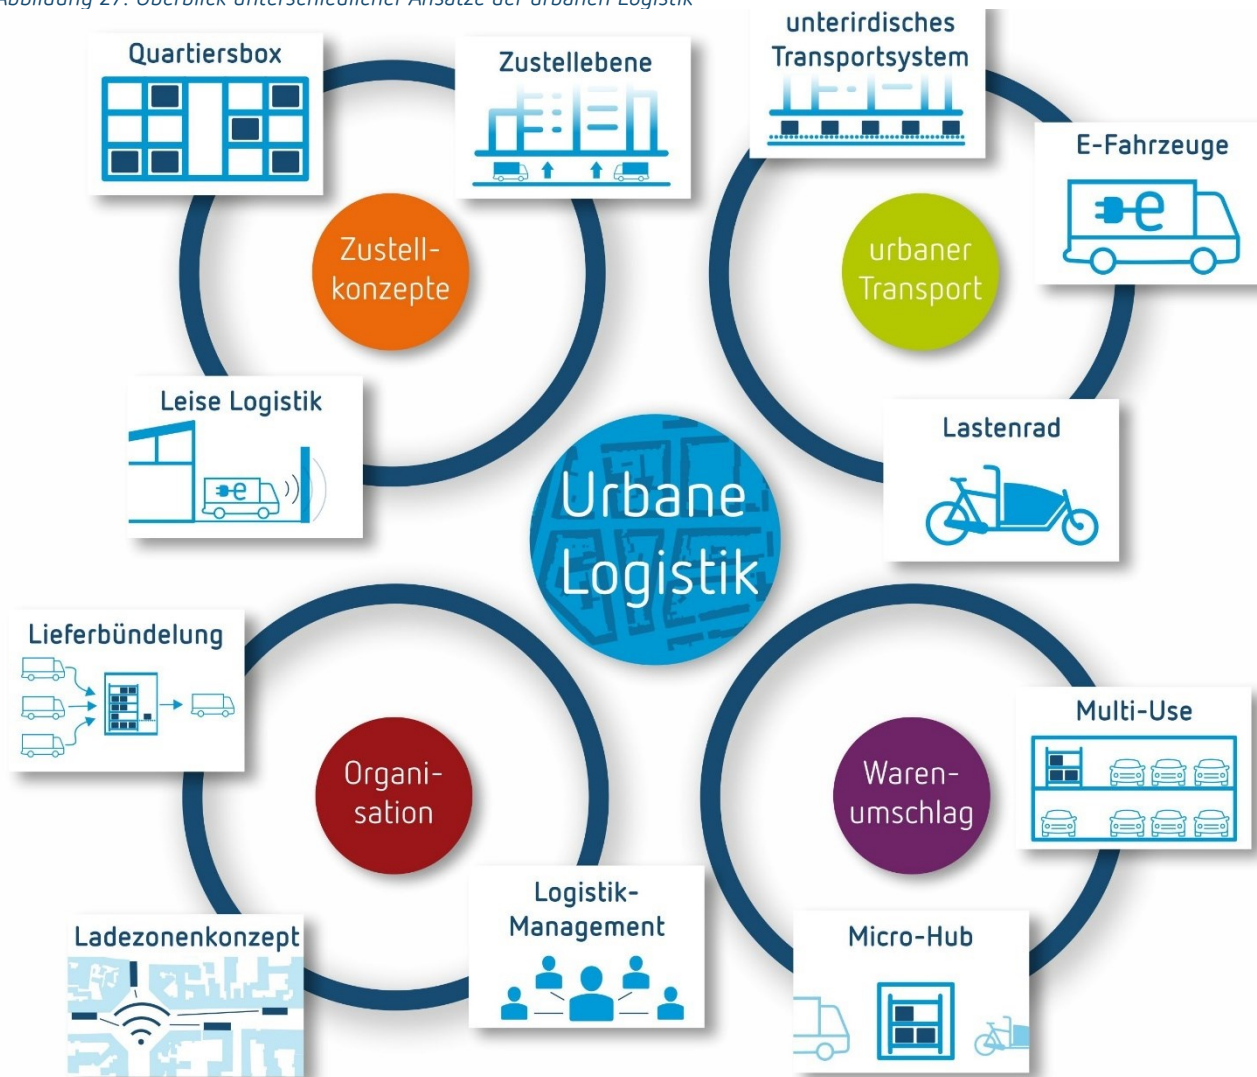 Abbildung 27: Überblick unterschiedlicher Ansätze der urbanen Logistik
Quartiersbox
Zustellebene
Zustell-
konzepte
Leise Logistik
e
unterirdisches
Transportsystem
E-Fahrzeuge
e
urbaner
Transport
Lastenrad
Urbane
Logistik
Lieferbündelung
Organi-
sation
Ladezonenkonzept
Logistik-
Management
Multi-Use
Waren-
umschlag
Micro-Hub